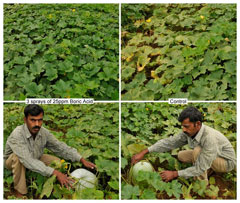 3 sprays of 25ppm Boric Acid
Control